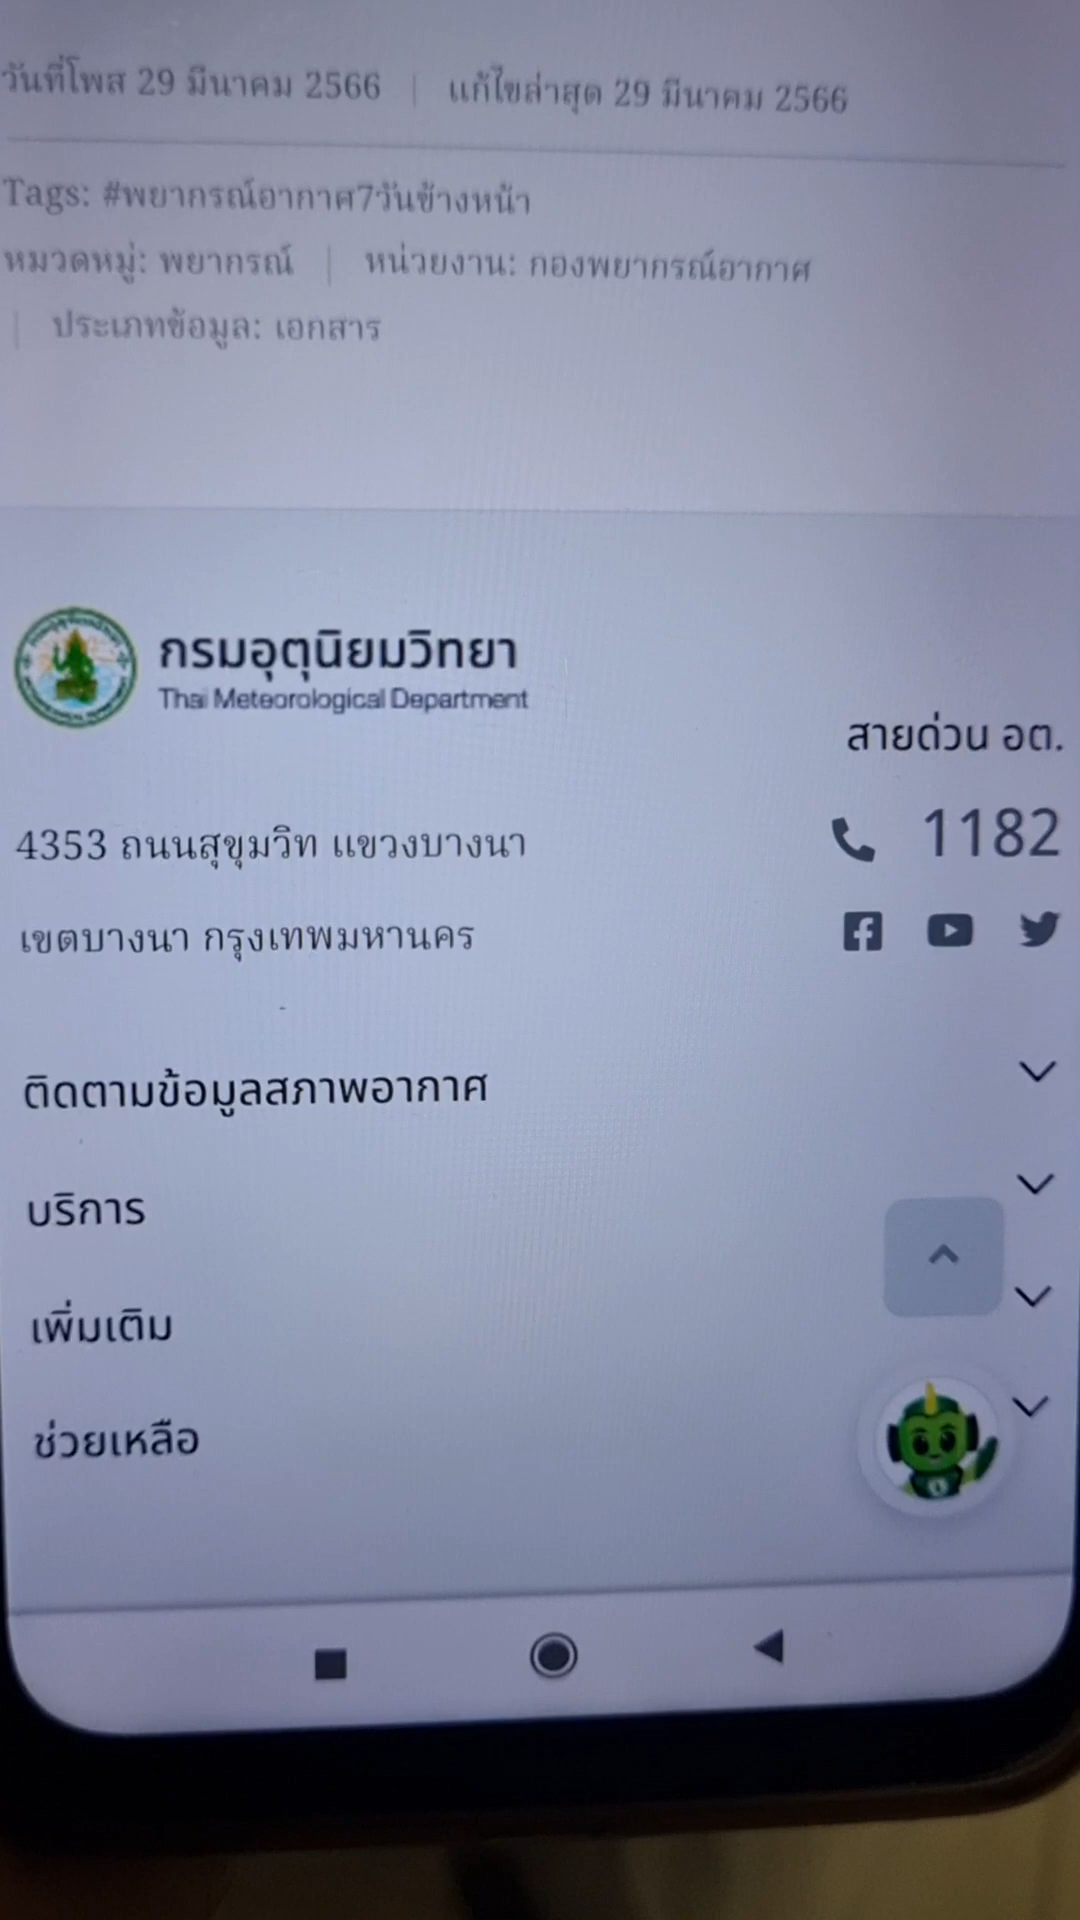 วันที่โพส 29 มีนาคม 2566 | แก้ไขล่าสุด 29 มีนาคม 2566
Tags: #พยากรณ์อากาศ7วันข้างหน้า
หมวดหมู่: พยากรณ์ | หน่วยงาน: กองพยากรณ์อากาศ
| ประเภทข้อมูล: เอกสาร
กรมอุตุนิยมวิทยา
Thai Meteorological Department
สายด่วน อต.
1182
4353 ถนนสุขุมวิท แขวงบางนา
เขตบางนา กรุงเทพมหานคร
ติดตามข้อมูลสภาพอากาศ
บริการ
เพิ่มเติม
ช่วยเหลือ